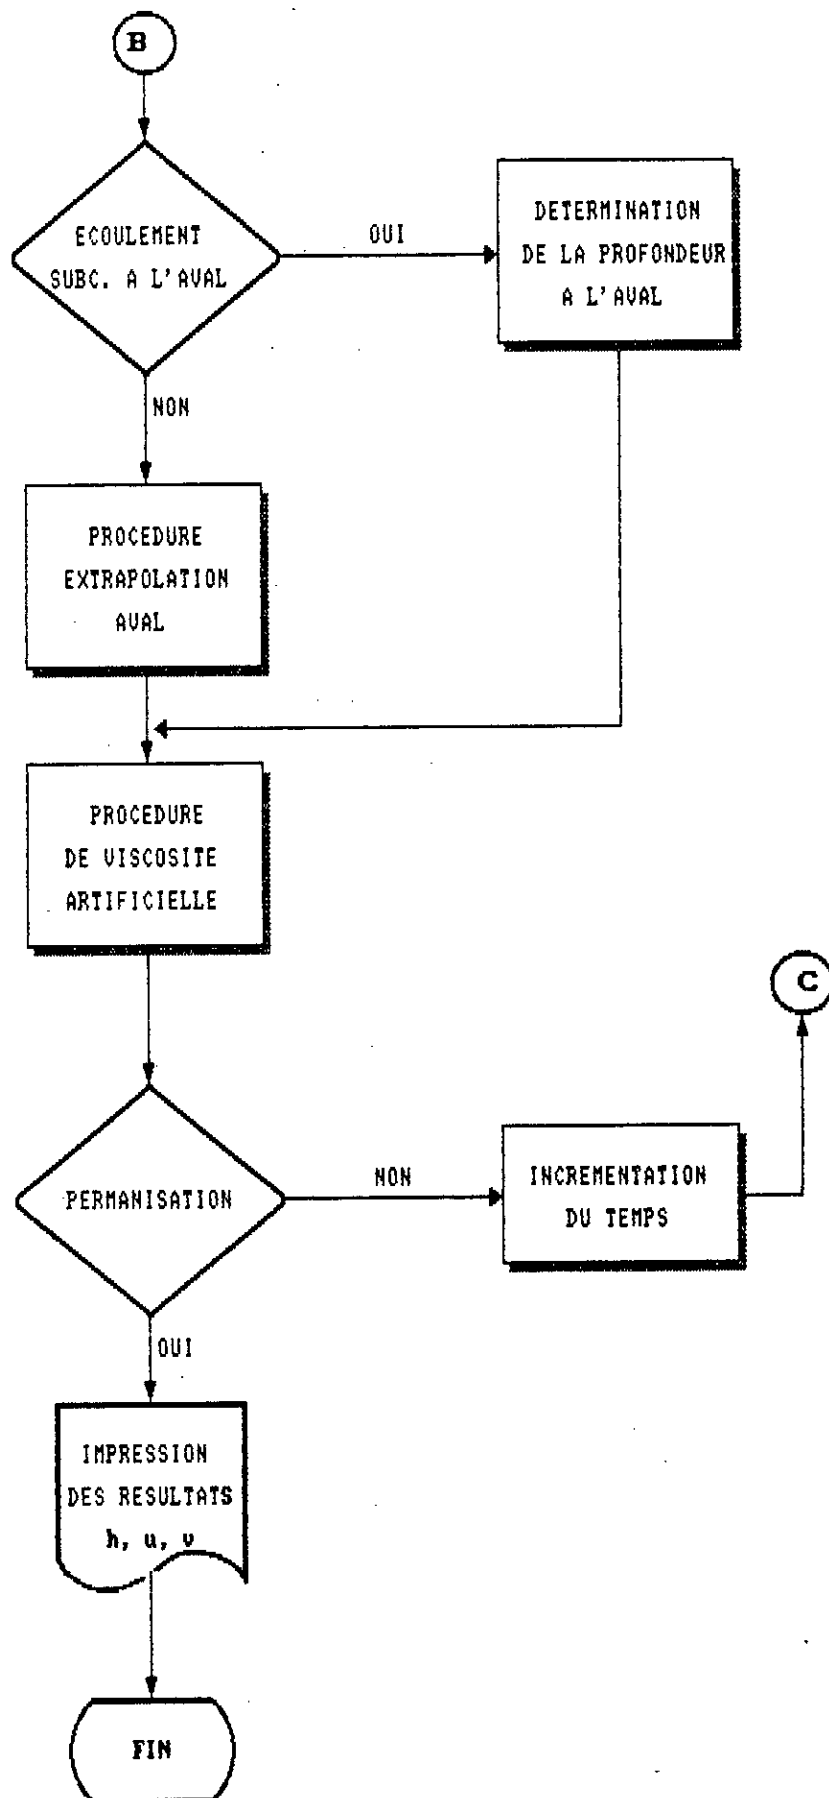 B
ECOULEMENT
SUBC. A L'AVAL
OUI
DETERMINATION
DE LA PROFONDEUR
A L'AVAL
NON
PROCEDURE
EXTRAPOLATION
AVAL
PROCEDURE
DE VISCOSITE
ARTIFICIELLE
C
PERMANISATION
NON
INCREMENTATION
DU TEMPS
OUI
IMPRESSION
DES RESULTATS
h, u, v
FIN